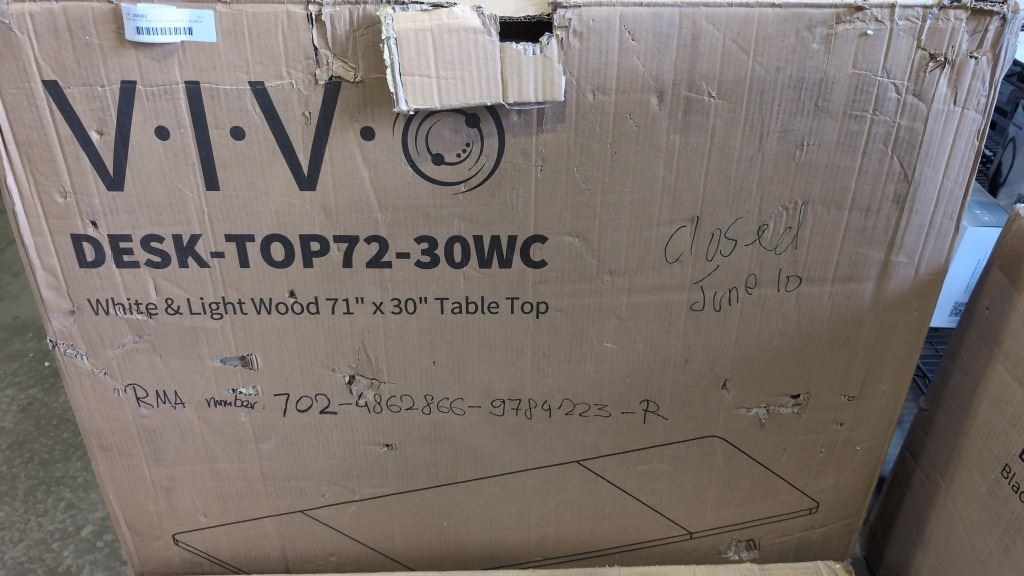 V·I·V·O
DESK-TOP72-30WC
White & Light Wood 71" x 30" Table Top
Closed
June 10
RMA number: 702-4862866-9784223-R